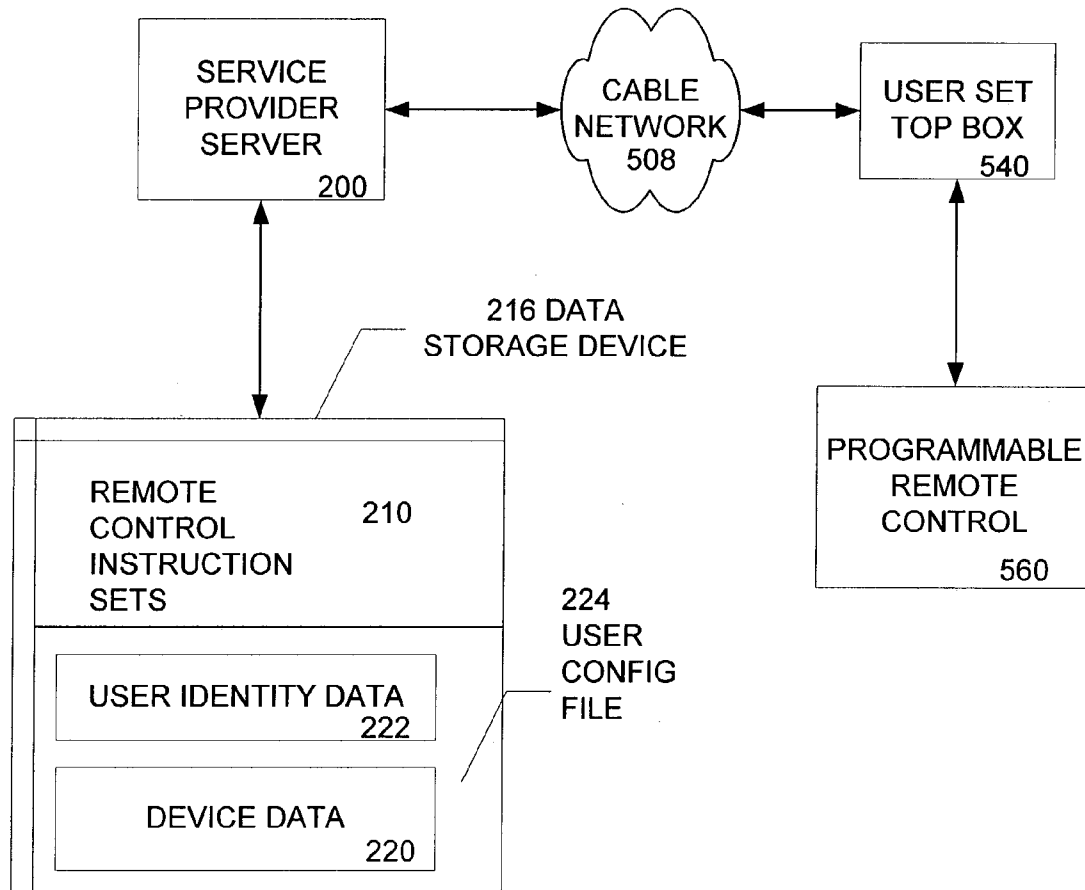 SERVICE
PROVIDER
SERVER
200
CABLE
NETWORK
508
USER SET
TOP BOX
540
216 DATA
STORAGE DEVICE
PROGRAMMABLE
REMOTE
CONTROL
560
REMOTE
CONTROL
INSTRUCTION
SETS
210
224
USER
CONFIG
FILE
USER IDENTITY DATA
222
DEVICE DATA
220